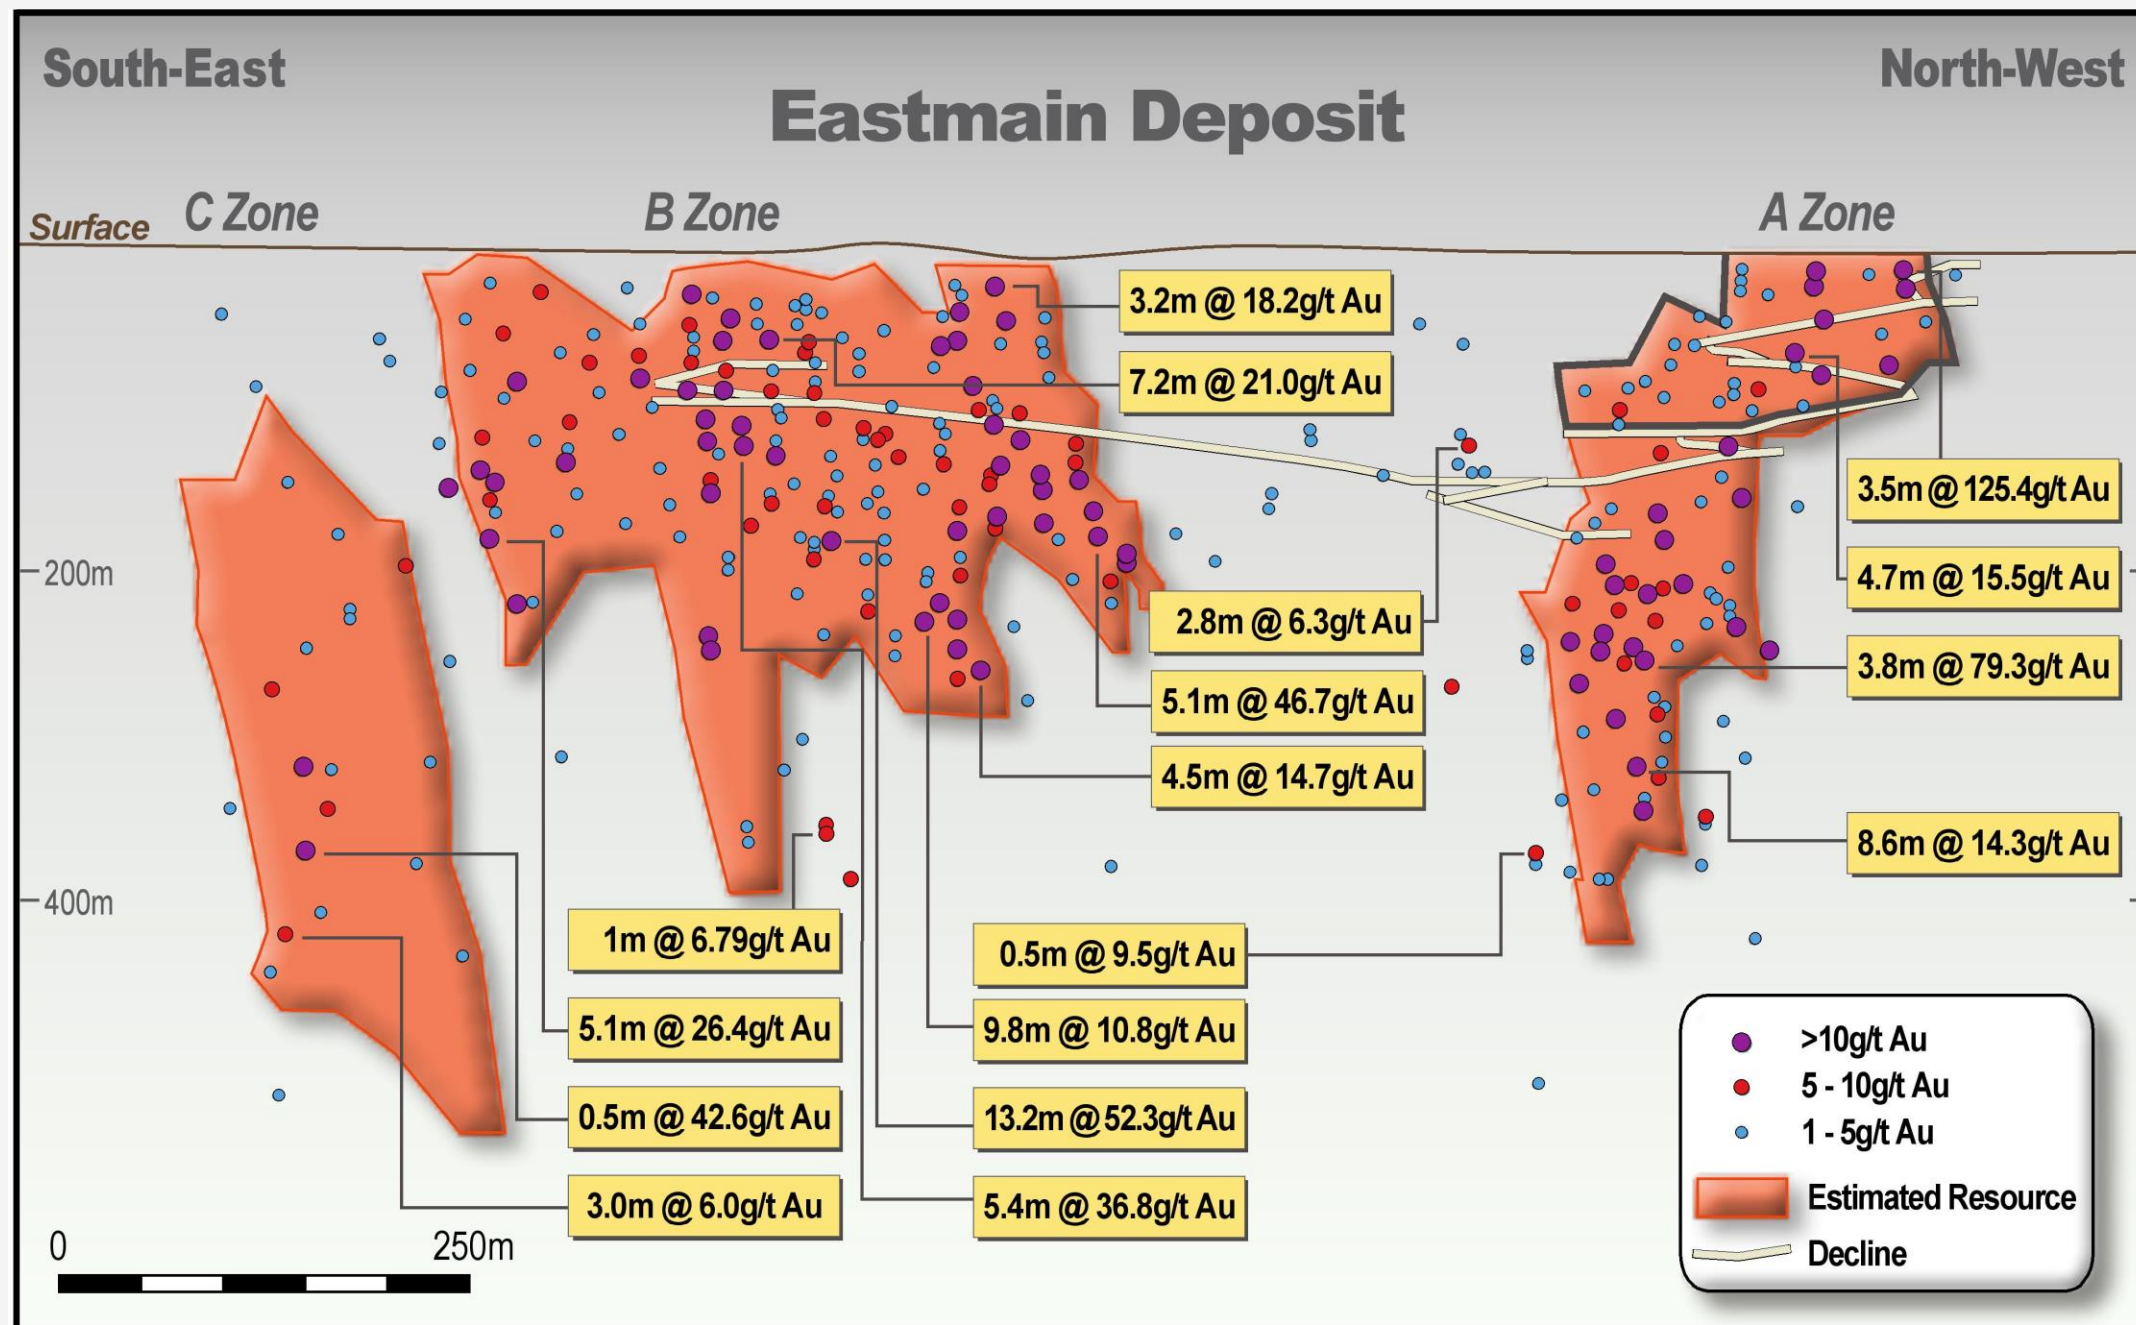 South-East
North-West
Eastmain Deposit
C Zone
B Zone
A Zone
Surface
3.2m @ 18.2g/t Au
7.2m @ 21.0g/t Au
3.5m @ 125.4g/t Au
200m
4.7m @ 15.5g/t Au
2.8m @ 6.3g/t Au
3.8m @ 79.3g/t Au
5.1m @ 46.7g/t Au
4.5m @ 14.7g/t Au
8.6m @ 14.3g/t Au
400m
1m @ 6.79g/t Au
0.5m @ 9.5g/t Au
5.1m @ 26.4g/t Au
9.8m @ 10.8g/t Au
0.5m @ 42.6g/t Au
13.2m @ 52.3g/t Au
3.0m @ 6.0g/t Au
5.4m @ 36.8g/t Au
>10g/t Au
5 - 10g/t Au
1 - 5g/t Au
Estimated Resource
Decline
0 250m